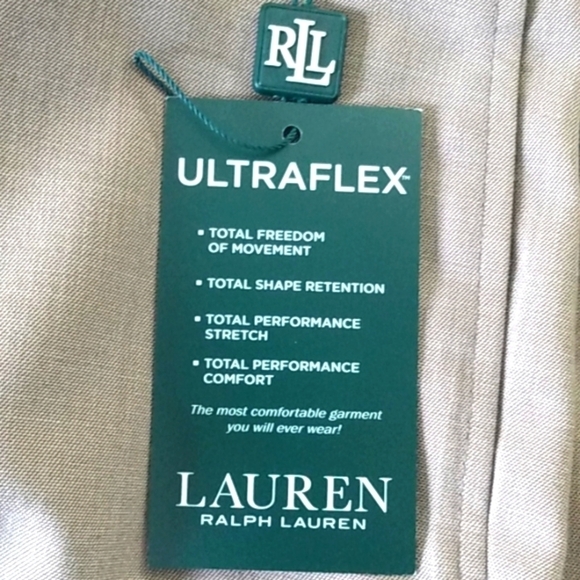 RLL
ULTRAFLEX™
▪ TOTAL FREEDOM
OF MOVEMENT
▪ TOTAL SHAPE RETENTION
▪ TOTAL PERFORMANCE
STRETCH
▪ TOTAL PERFORMANCE
COMFORT
The most comfortable garment
you will ever wear!
LAUREN
RALPH LAUREN